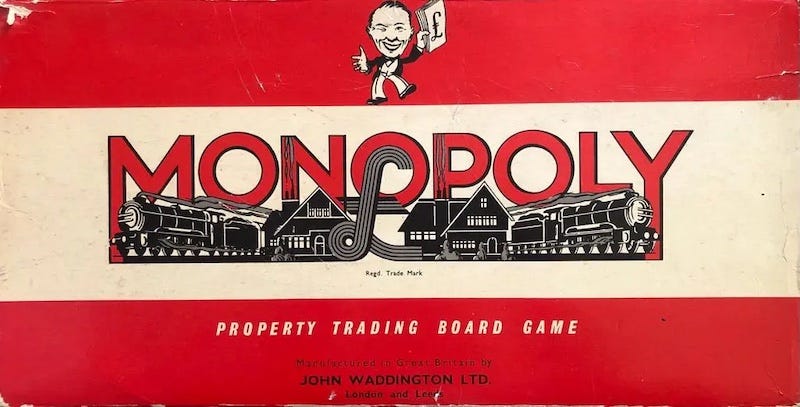 £
MONOPOLY
£
Regd. Trade Mark
PROPERTY TRADING BOARD GAME
Manufactured in Great Britain by
JOHN WADDINGTON LTD.
London and Leeds